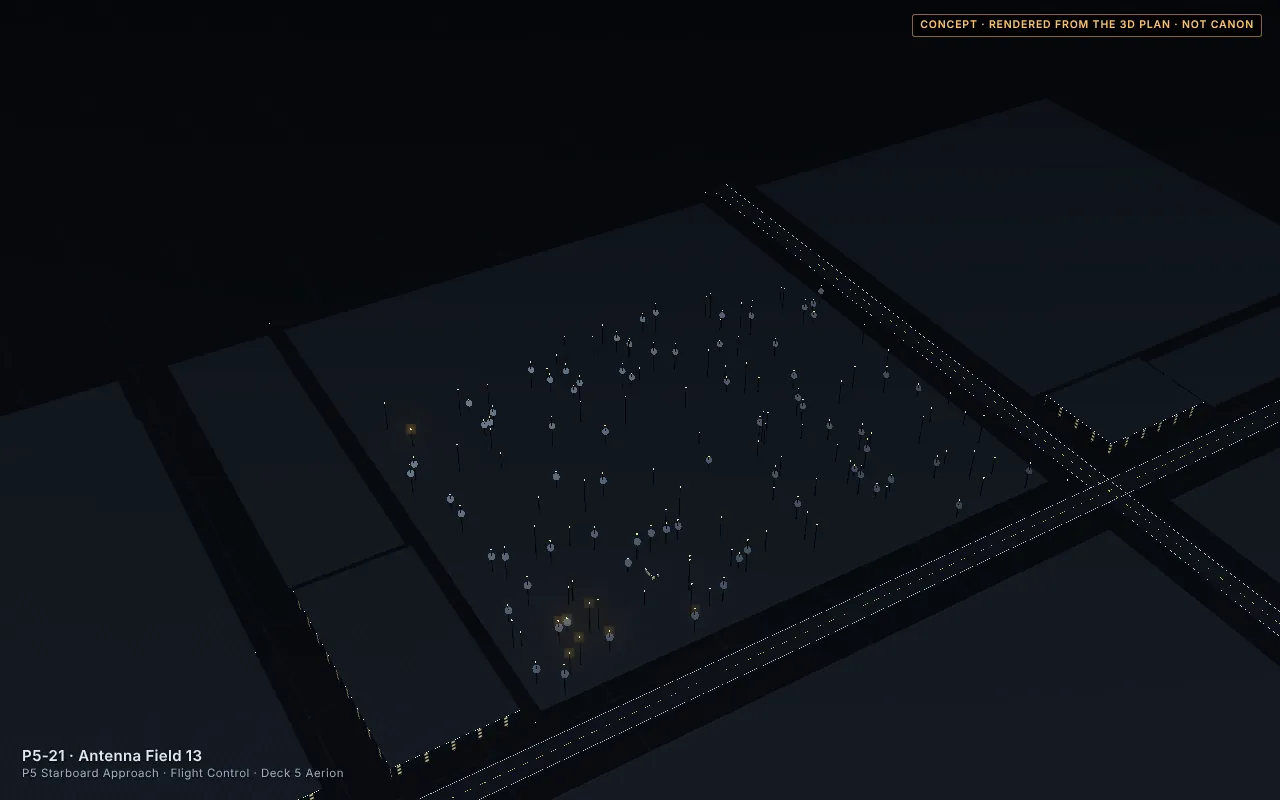 CONCEPT · RENDERED FROM THE 3D PLAN · NOT CANON
P5-21 · Antenna Field 13
P5 Starboard Approach · Flight Control · Deck 5 Aerion